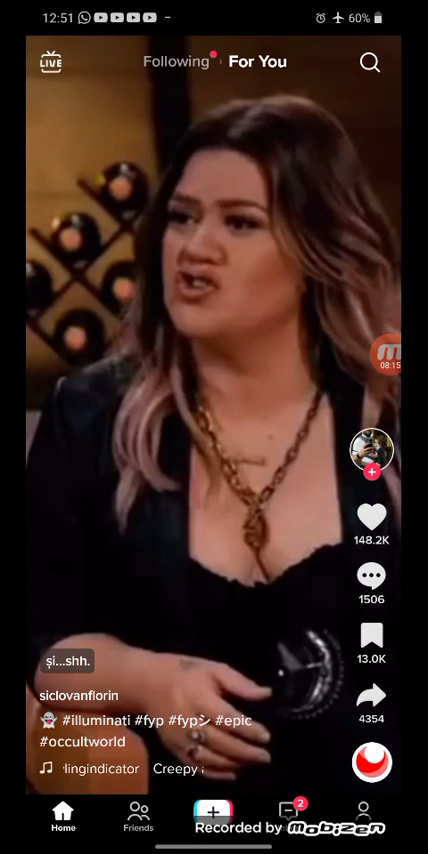 12:51
60%
LIVE
Following
For You
08:15
148.2K
1506
13.0K
4354
și...shh.
siclovanflorin
#illuminati #fyp #fypシ #epic
#occultworld
lingindicator Creepy
2
Home
Friends
Recorded by
mobizen